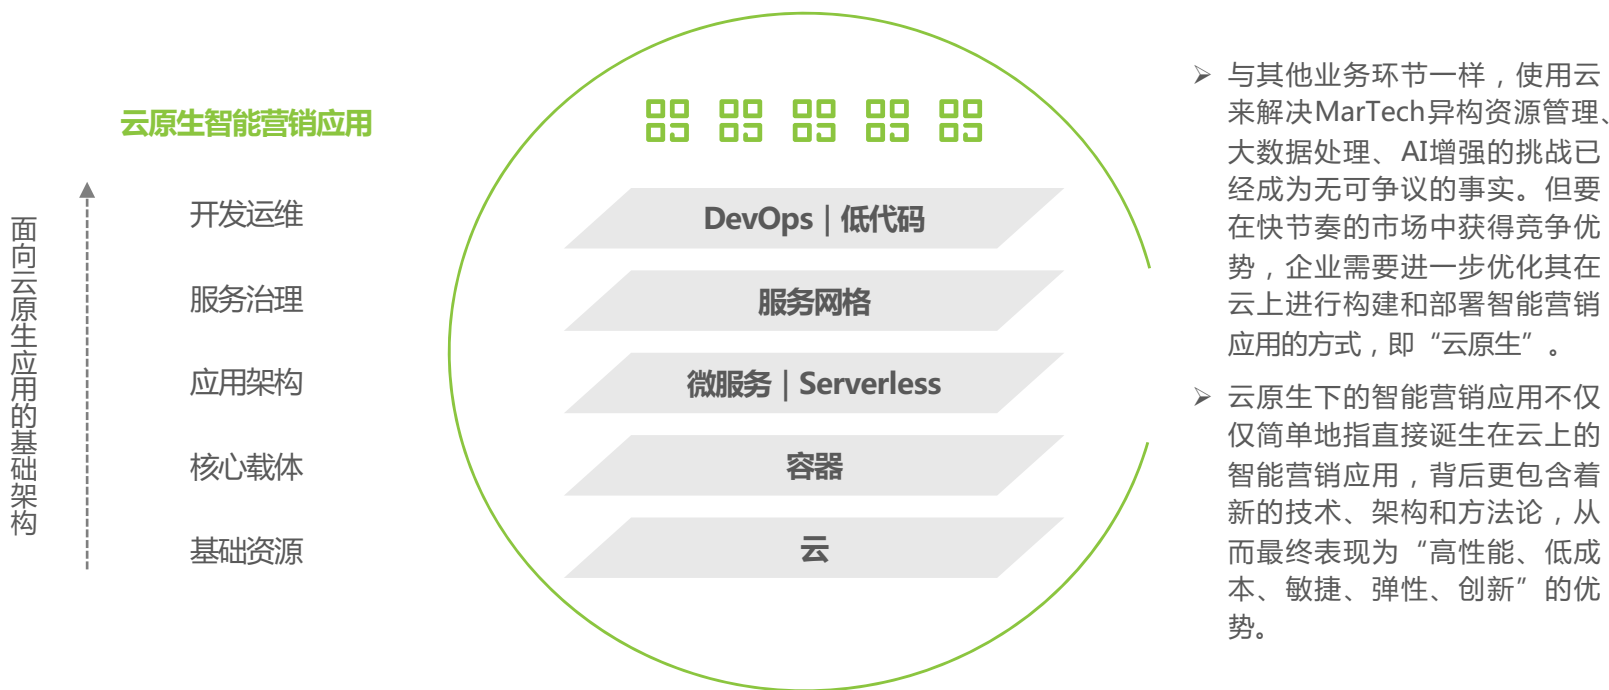 云原生智能营销应用
面向云原生应用的基础架构
开发运维
DevOps | 低代码
服务治理
服务网格
应用架构
微服务 | Serverless
核心载体
容器
基础资源
云
➢ 与其他业务环节一样，使用云
来解决MarTech异构资源管理、
大数据处理、AI增强的挑战已
经成为无可争议的事实。但要
在快节奏的市场中获得竞争优
势，企业需要进一步优化其在
云上进行构建和部署智能营销
应用的方式，即“云原生”。
➢ 云原生下的智能营销应用不仅
仅简单地指直接诞生在云上的
智能营销应用，背后更包含着
新的技术、架构和方法论，从
而最终表现为“高性能、低成
本、敏捷、弹性、创新”的优
势。